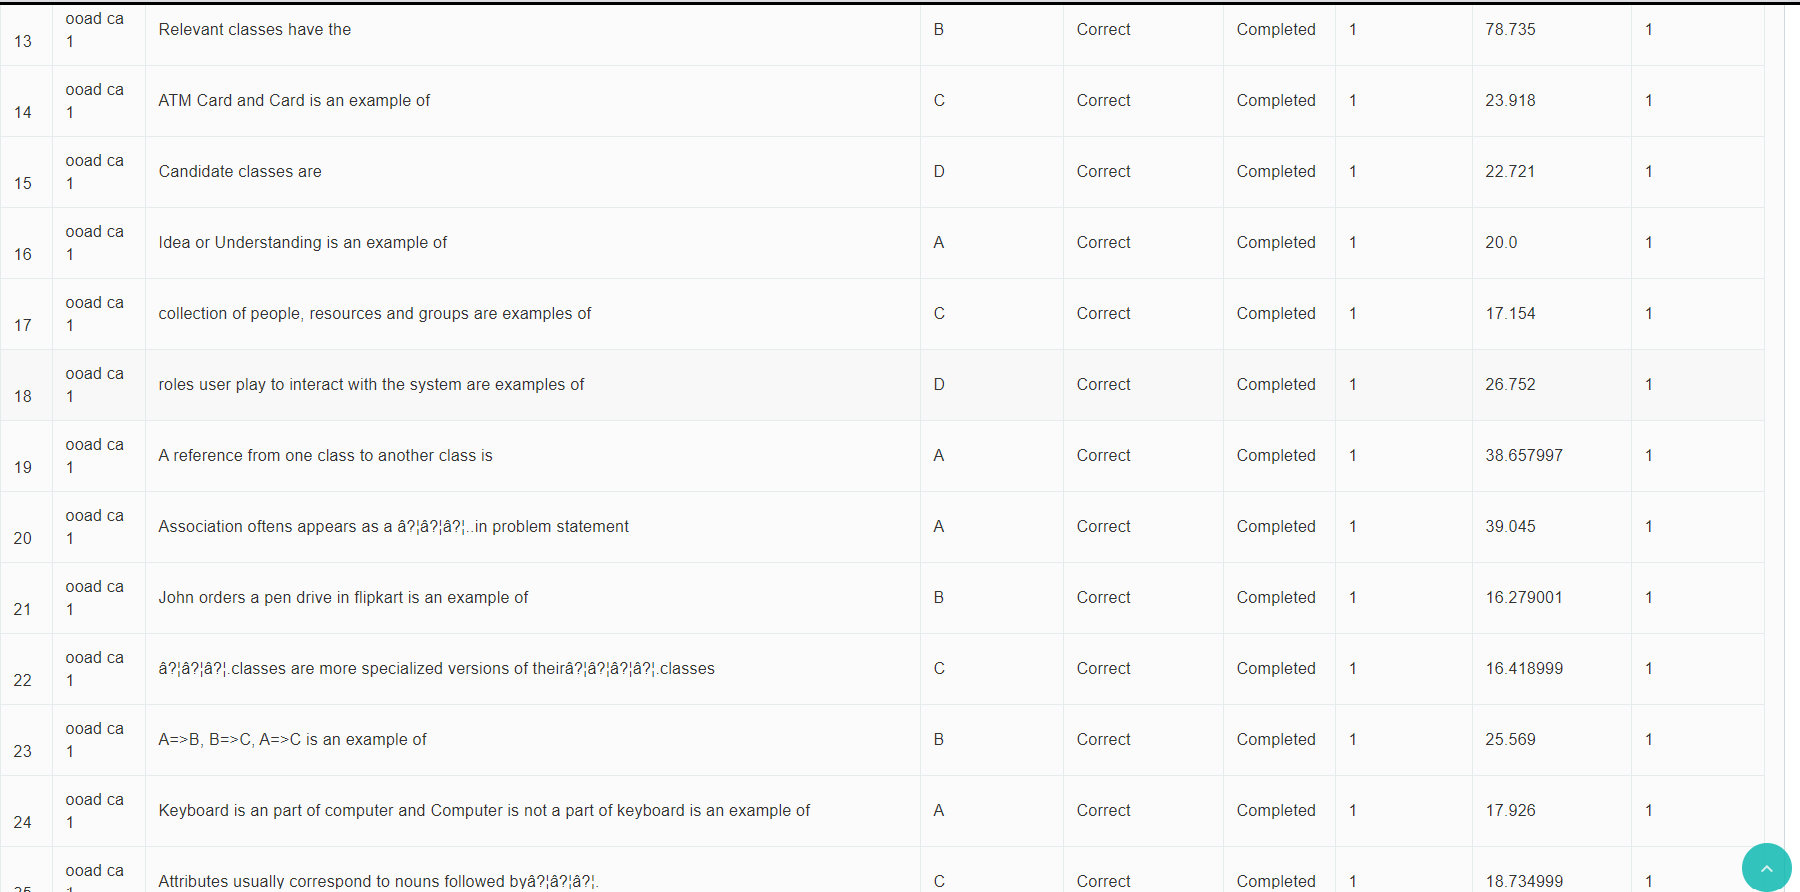 13 ooad ca 1 Relevant classes have the B Correct Completed 1 78.735 1
14 ooad ca 1 ATM Card and Card is an example of C Correct Completed 1 23.918 1
15 ooad ca 1 Candidate classes are D Correct Completed 1 22.721 1
16 ooad ca 1 Idea or Understanding is an example of A Correct Completed 1 20.0 1
17 ooad ca 1 collection of people, resources and groups are examples of C Correct Completed 1 17.154 1
18 ooad ca 1 roles user play to interact with the system are examples of D Correct Completed 1 26.752 1
19 ooad ca 1 A reference from one class to another class is A Correct Completed 1 38.657997 1
20 ooad ca 1 Association oftens appears as a â?¦â?¦â?¦..in problem statement A Correct Completed 1 39.045 1
21 ooad ca 1 John orders a pen drive in flipkart is an example of B Correct Completed 1 16.279001 1
22 ooad ca 1 â?¦â?¦â?¦.classes are more specialized versions of theirâ?¦â?¦â?¦â?¦.classes C Correct Completed 1 16.418999 1
23 ooad ca 1 A=>B, B=>C, A=>C is an example of B Correct Completed 1 25.569 1
24 ooad ca 1 Keyboard is an part of computer and Computer is not a part of keyboard is an example of A Correct Completed 1 17.926 1
25 ooad ca 1 Attributes usually correspond to nouns followed byâ?¦â?¦â?¦. C Correct Completed 1 18.734999 1